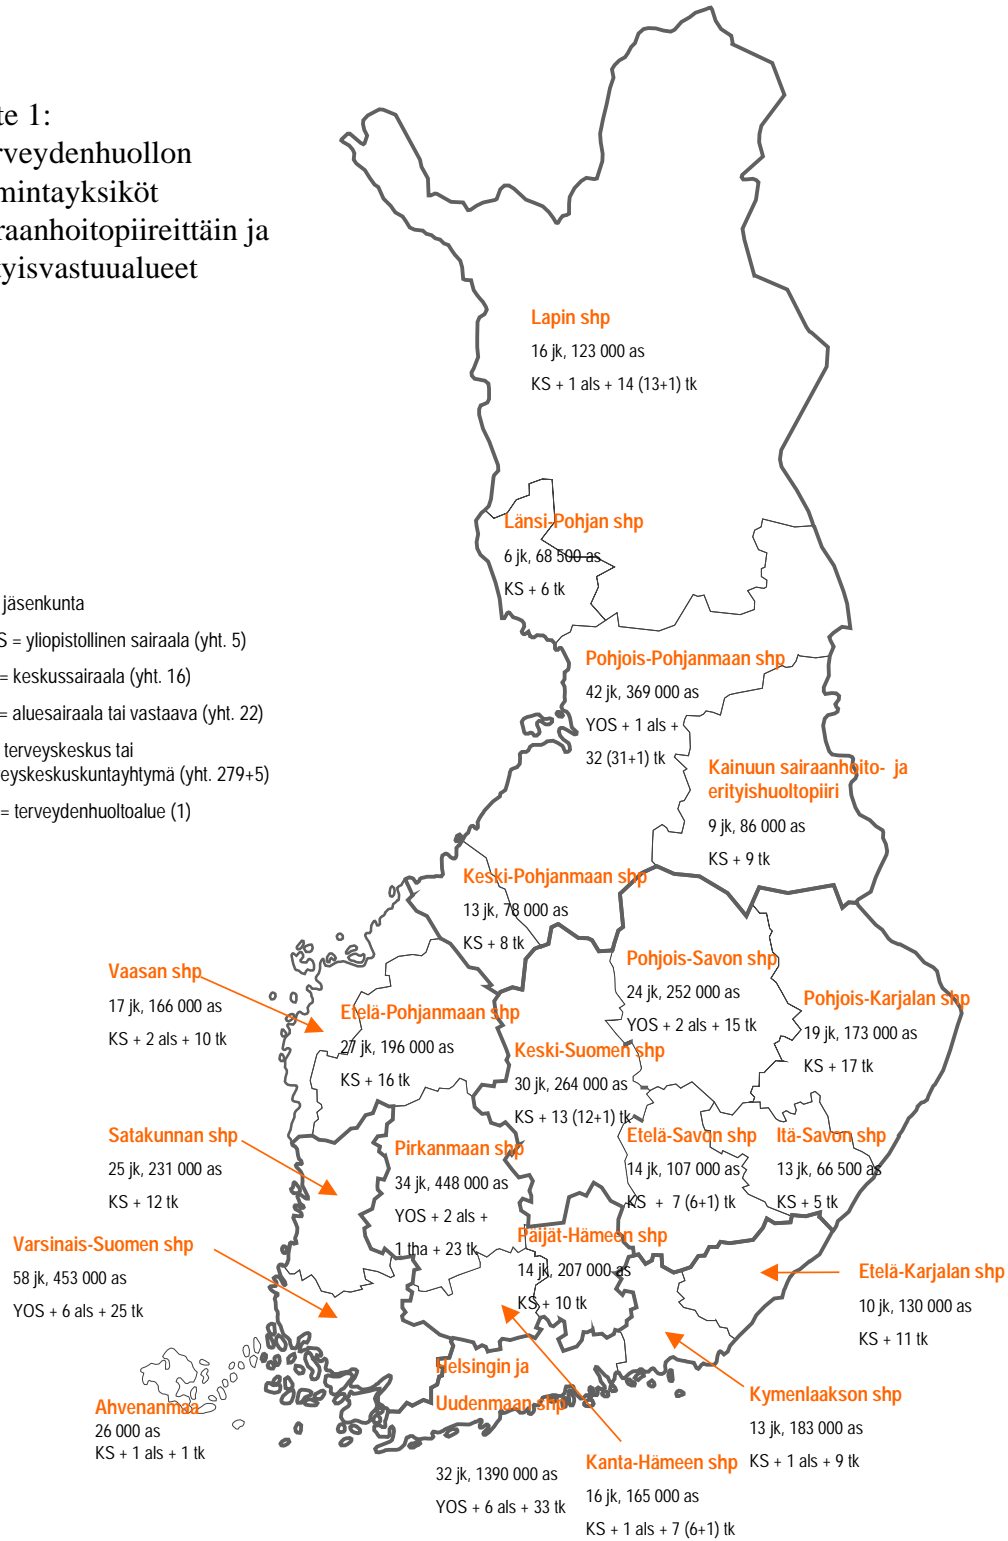 te 1:
rveydenhuollon
mintayksiköt
raanhoitopiireittäin ja
tyisvastuualueet
Lapin shp
16 jk, 123 000 as
KS + 1 als + 14 (13+1) tk
Länsi-Pohjan shp
6 jk, 68 500 as
KS + 6 tk
jäsenkunta
S = yliopistollinen sairaala (yht. 5)
= keskussairaala (yht. 16)
= aluesairaala tai vastaava (yht. 22)
terveyskeskus tai
eyskeskuskuntayhtymä (yht. 279+5)
= terveydenhuoltoalue (1)
Pohjois-Pohjanmaan shp
42 jk, 369 000 as
YOS + 1 als +
32 (31+1) tk
Kainuun sairaanhoito- ja
erityishuoltopiiri
9 jk, 86 000 as
KS + 9 tk
Keski-Pohjanmaan shp
13 jk, 78 000 as
KS + 8 tk
Vaasan shp
17 jk, 166 000 as
KS + 2 als + 10 tk
Etelä-Pohjanmaan shp
27 jk, 196 000 as
KS + 16 tk
Pohjois-Savon shp
24 jk, 252 000 as
YOS + 2 als + 15 tk
Pohjois-Karjalan shp
19 jk, 173 000 as
KS + 17 tk
Keski-Suomen shp
30 jk, 264 000 as
KS + 13 (12+1) tk
Satakunnan shp
25 jk, 231 000 as
KS + 12 tk
Pirkanmaan shp
34 jk, 448 000 as
YOS + 2 als +
1 tha + 23 tk
Etelä-Savon shp
14 jk, 107 000 as
KS + 7 (6+1) tk
Itä-Savon shp
13 jk, 66 500 as
KS + 5 tk
Varsinais-Suomen shp
58 jk, 453 000 as
YOS + 6 als + 25 tk
Päijät-Hämeen shp
14 jk, 207 000 as
KS + 10 tk
Etelä-Karjalan shp
10 jk, 130 000 as
KS + 11 tk
Ahvenanmaa
26 000 as
KS + 1 als + 1 tk
Helsingin ja
Uudenmaan shp
32 jk, 1390 000 as
YOS + 6 als + 33 tk
Kymenlaakson shp
13 jk, 183 000 as
KS + 1 als + 9 tk
Kanta-Hämeen shp
16 jk, 165 000 as
KS + 1 als + 7 (6+1) tk